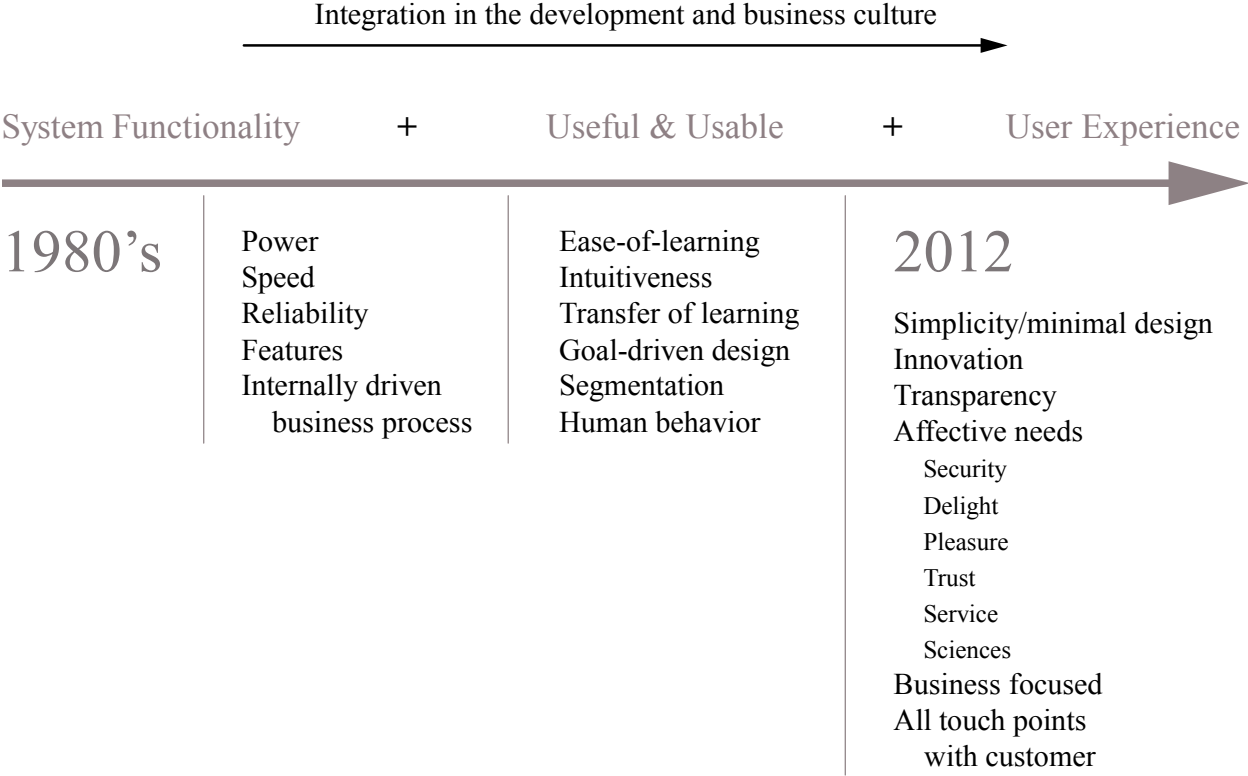 Integration in the development and business culture
System Functionality + Useful & Usable + User Experience
1980’s
Power
Speed
Reliability
Features
Internally driven
business process
Ease-of-learning
Intuitiveness
Transfer of learning
Goal-driven design
Segmentation
Human behavior
2012
Simplicity/minimal design
Innovation
Transparency
Affective needs
Security
Delight
Pleasure
Trust
Service
Sciences
Business focused
All touch points
with customer